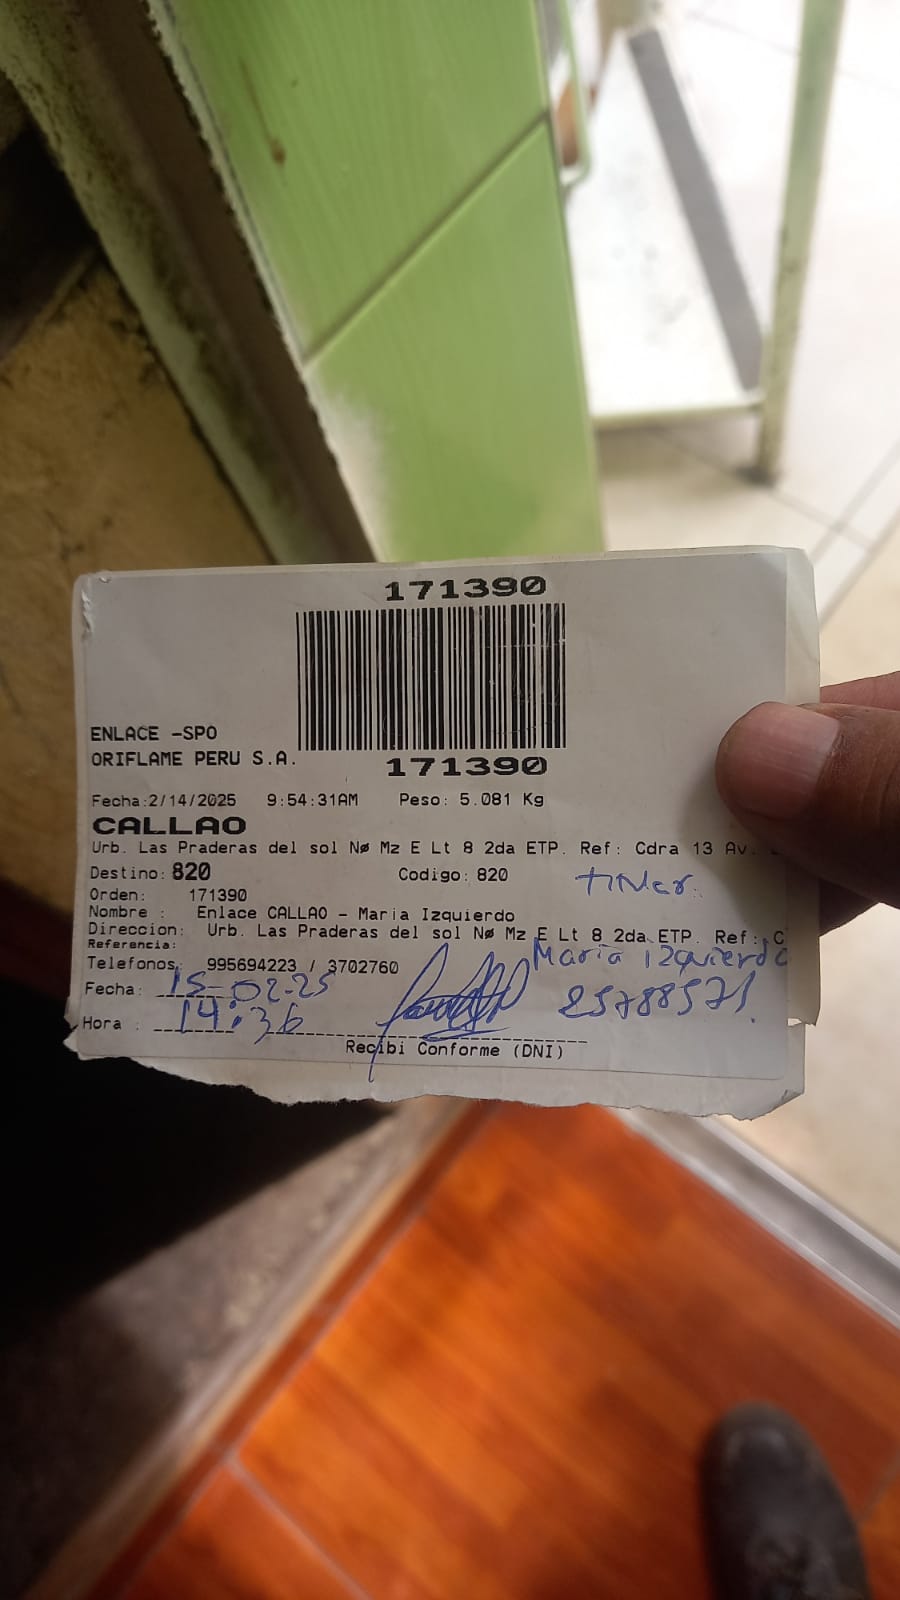 171390
ENLACE -SPO
ORIFLAME PERU S.A.
171390
Fecha:2/14/2025 9:54:31AM Peso: 5.081 Kg
CALLAO
Urb. Las Praderas del sol Nø Mz E Lt 8 2da ETP. Ref: Cdra 13 Av.
Destino: 820 Codigo: 820
Orden: 171390
Nombre : Enlace CALLAO - Maria Izquierdo
Direccion: Urb. Las Praderas del sol Nø Mz E Lt 8 2da ETP. Ref: C
Referencia:
Telefonos: 995694223 / 3702760
Maria Izquierdo
Fecha: 15-02-25
25788571.
Hora : 14:36
Recibi Conforme (DNI)